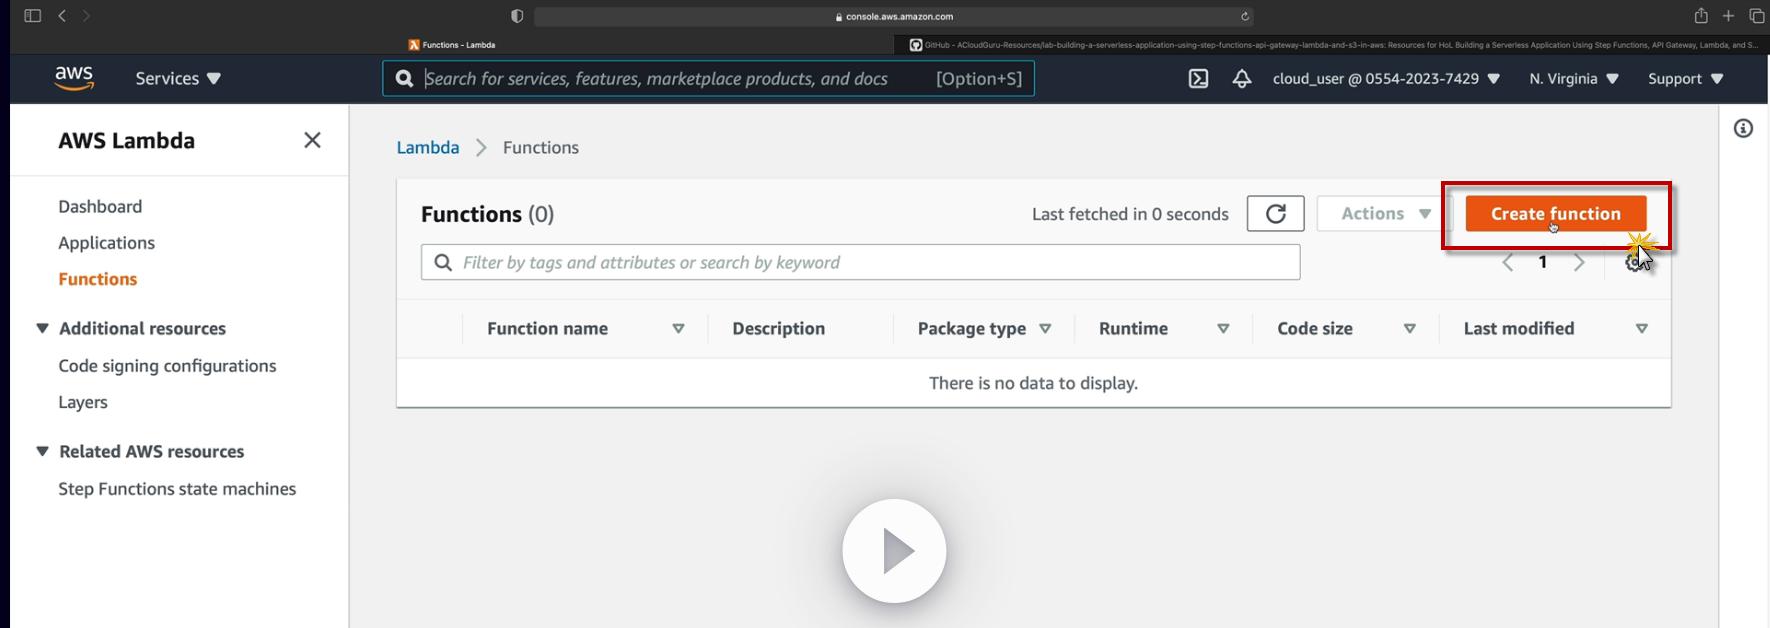 console.aws.amazon.com
Functions - Lambda
GitHub - ACloudGuru-Resources/lab-building-a-serverless-application-using-step-functions-api-gateway-lambda-and-s3-in-aws: Resources for HoL Building a Serverless Application Using Step Functions, API Gateway, Lambda, and S...
aws
Services
Search for services, features, marketplace products, and docs [Option+S]
cloud_user @ 0554-2023-7429
N. Virginia
Support
AWS Lambda
Dashboard
Applications
Functions
Additional resources
Code signing configurations
Layers
Related AWS resources
Step Functions state machines
Lambda > Functions
Functions (0)
Last fetched in 0 seconds
Actions
Create function
Filter by tags and attributes or search by keyword
1
Function name Description Package type Runtime Code size Last modified
There is no data to display.